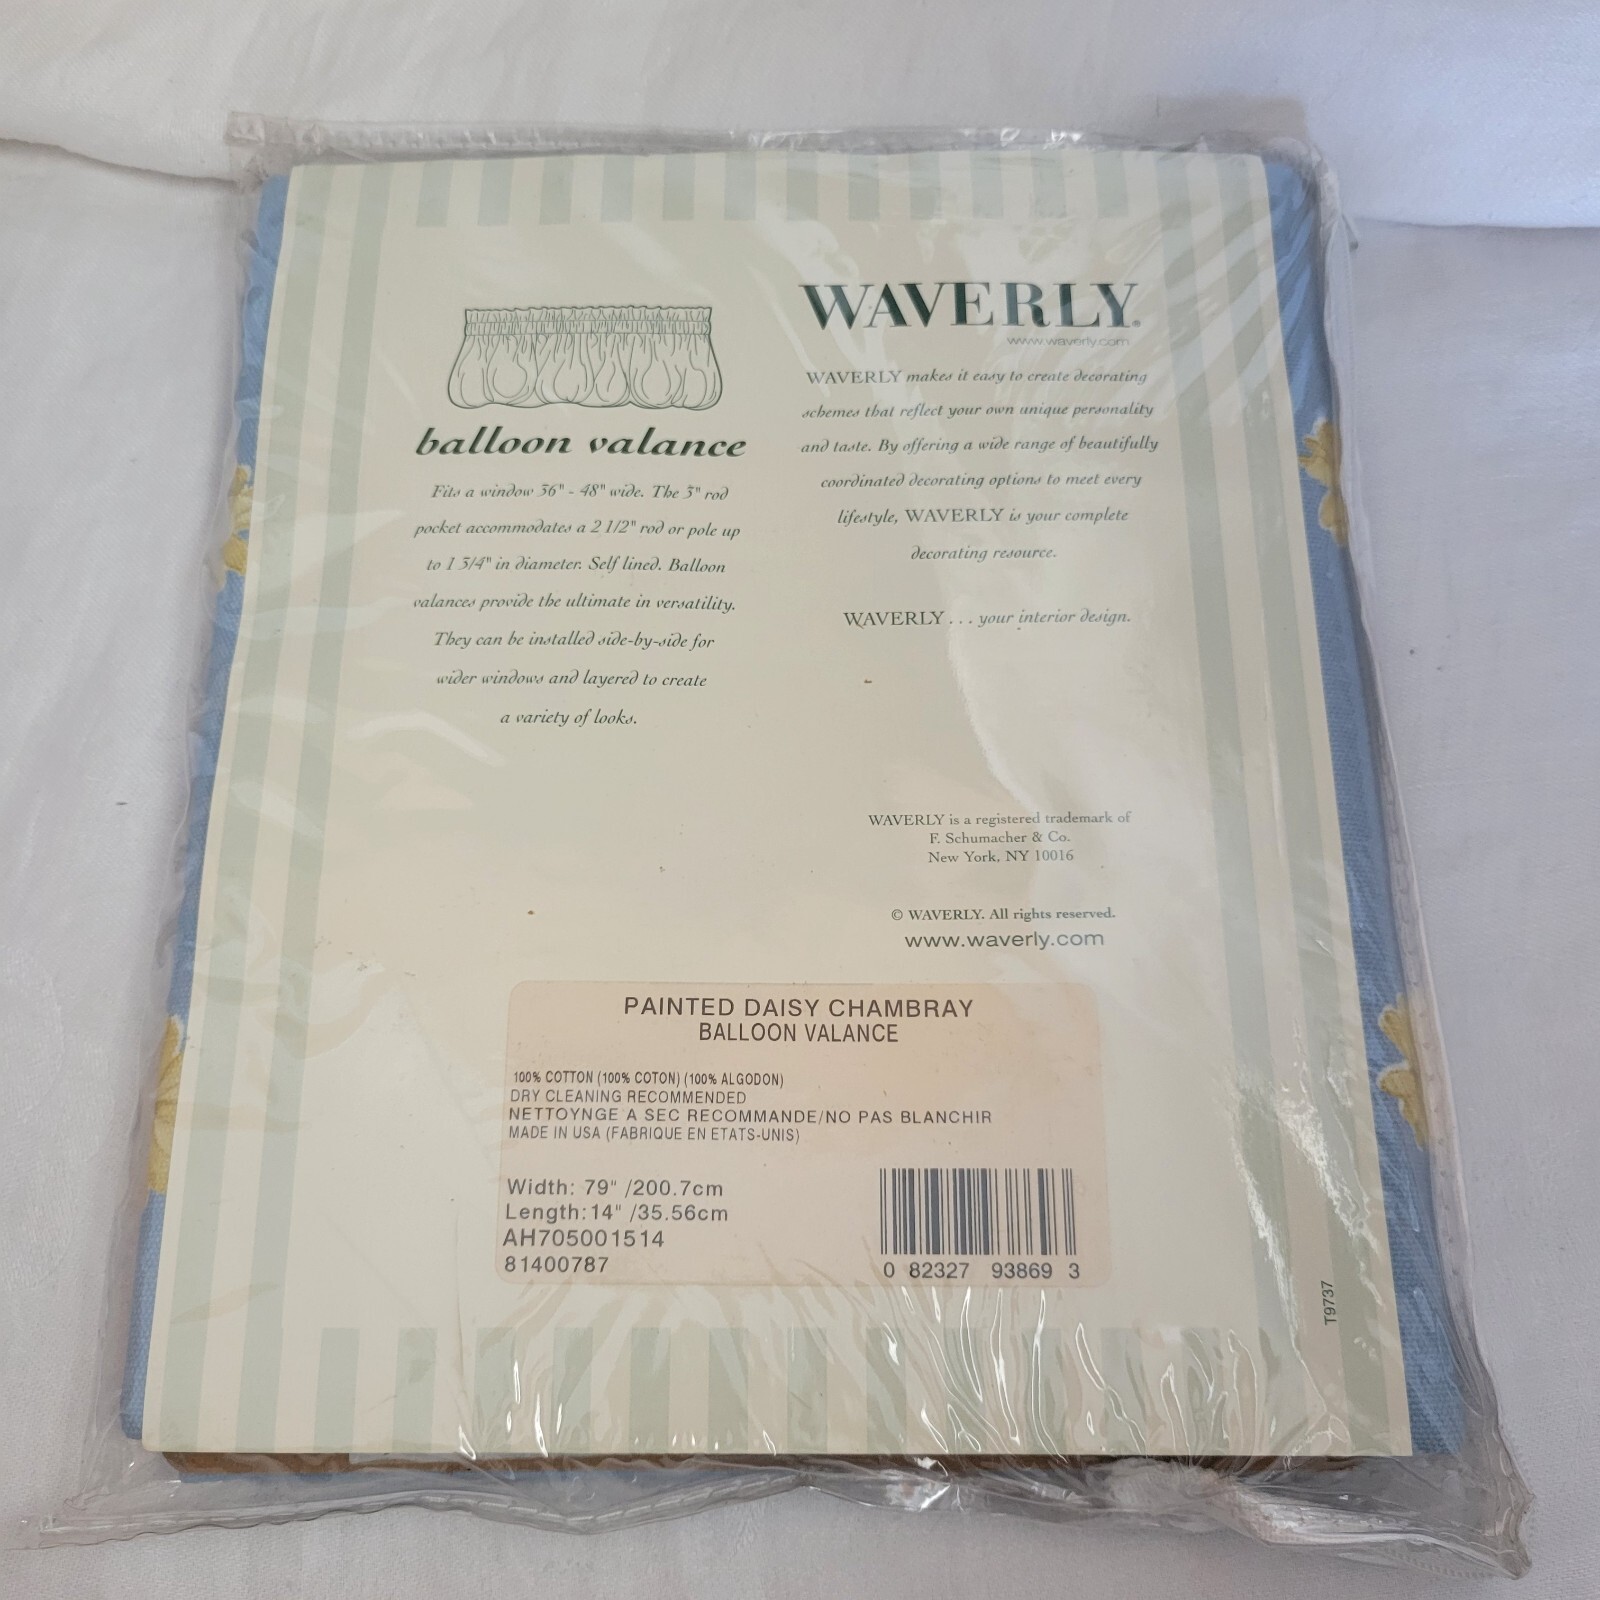 balloon valance
Fits a window 36" - 48" wide. The 3" rod
pocket accommodates a 2 1/2" rod or pole up
to 1 3/4" in diameter. Self lined. Balloon
valances provide the ultimate in versatility.
They can be installed side-by-side for
wider windows and layered to create
a variety of looks.
WAVERLY®
www.waverly.com
WAVERLY makes it easy to create decorating
schemes that reflect your own unique personality
and taste. By offering a wide range of beautifully
coordinated decorating options to meet every
lifestyle, WAVERLY is your complete
decorating resource.
WAVERLY . . . your interior design.
WAVERLY is a registered trademark of
F. Schumacher & Co.
New York, NY 10016
© WAVERLY. All rights reserved.
www.waverly.com
PAINTED DAISY CHAMBRAY
BALLOON VALANCE
100% COTTON (100% COTON) (100% ALGODON)
DRY CLEANING RECOMMENDED
NETTOYNGE A SEC RECOMMANDE/NO PAS BLANCHIR
MADE IN USA (FABRIQUE EN ETATS-UNIS)
Width: 79" /200.7cm
Length:14" /35.56cm
AH705001514
81400787
0 82327 93869 3
T9737